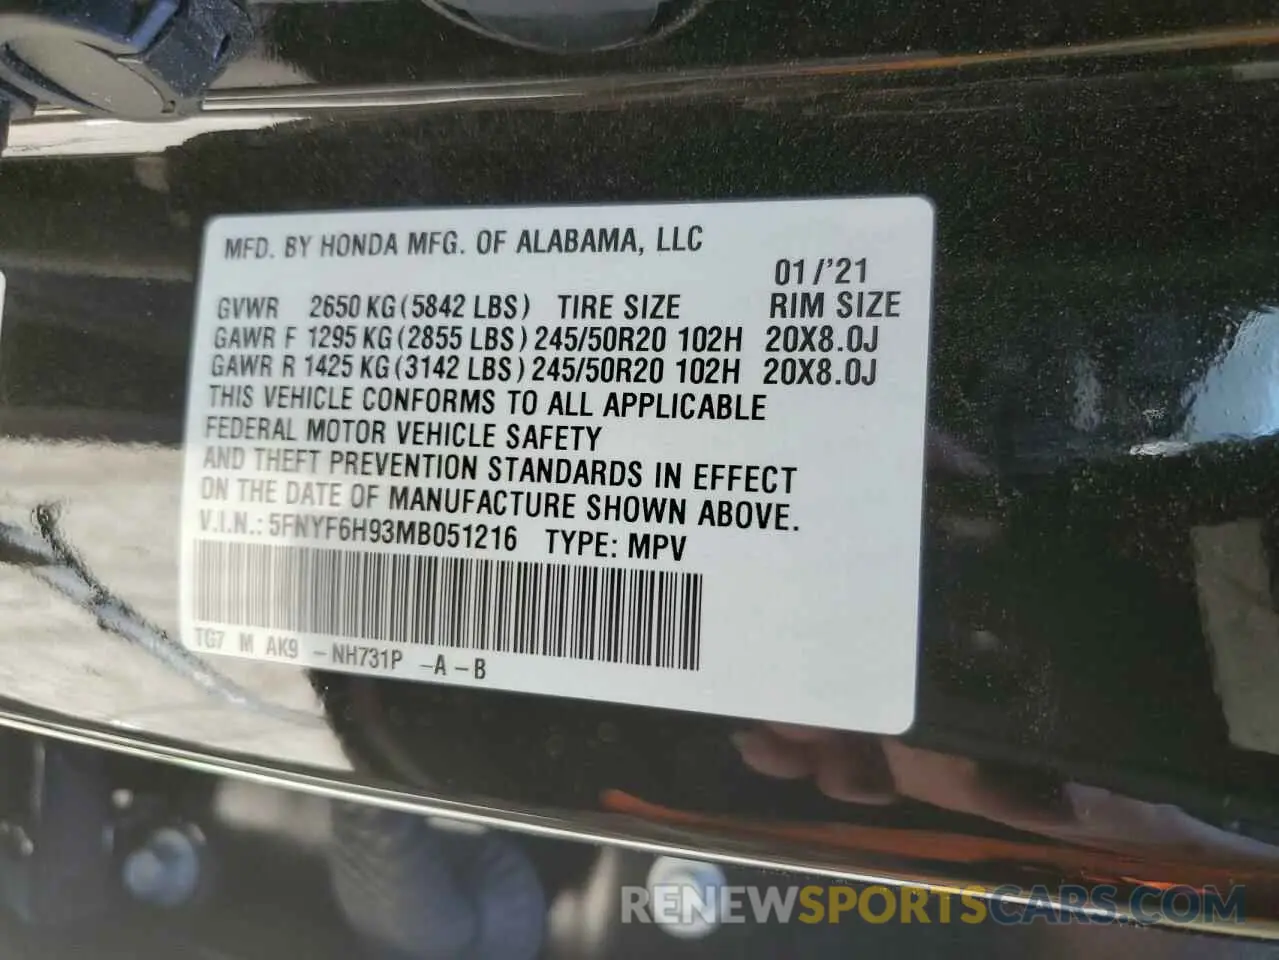 MFD. BY HONDA MFG. OF ALABAMA, LLC
01/'21
GVWR 2650 KG (5842 LBS) TIRE SIZE RIM SIZE
GAWR F 1295 KG (2855 LBS) 245/50R20 102H 20X8.0J
GAWR R 1425 KG (3142 LBS) 245/50R20 102H 20X8.0J
THIS VEHICLE CONFORMS TO ALL APPLICABLE
FEDERAL MOTOR VEHICLE SAFETY
AND THEFT PREVENTION STANDARDS IN EFFECT
ON THE DATE OF MANUFACTURE SHOWN ABOVE.
V.I.N.: 5FNYF6H93MB051216 TYPE: MPV
TG7 M AK9 - NH731P - A - B
RENEWSPORTSCARS.COM